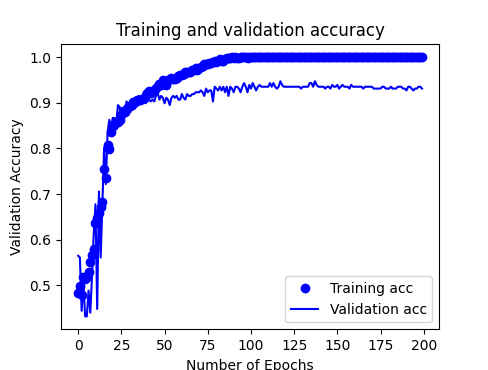 Training and validation accuracy
1.0
0.9
0.8
0.7
0.6
0.5
Validation Accuracy
Training acc
Validation acc
0 25 50 75 100 125 150 175 200
Number of Epochs